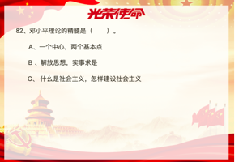 光荣使命
82、邓小平理论的精髓是（　　）。
A．一个中心、两个基本点
B．解放思想，实事求是
C．什么是社会主义，怎样建设社会主义